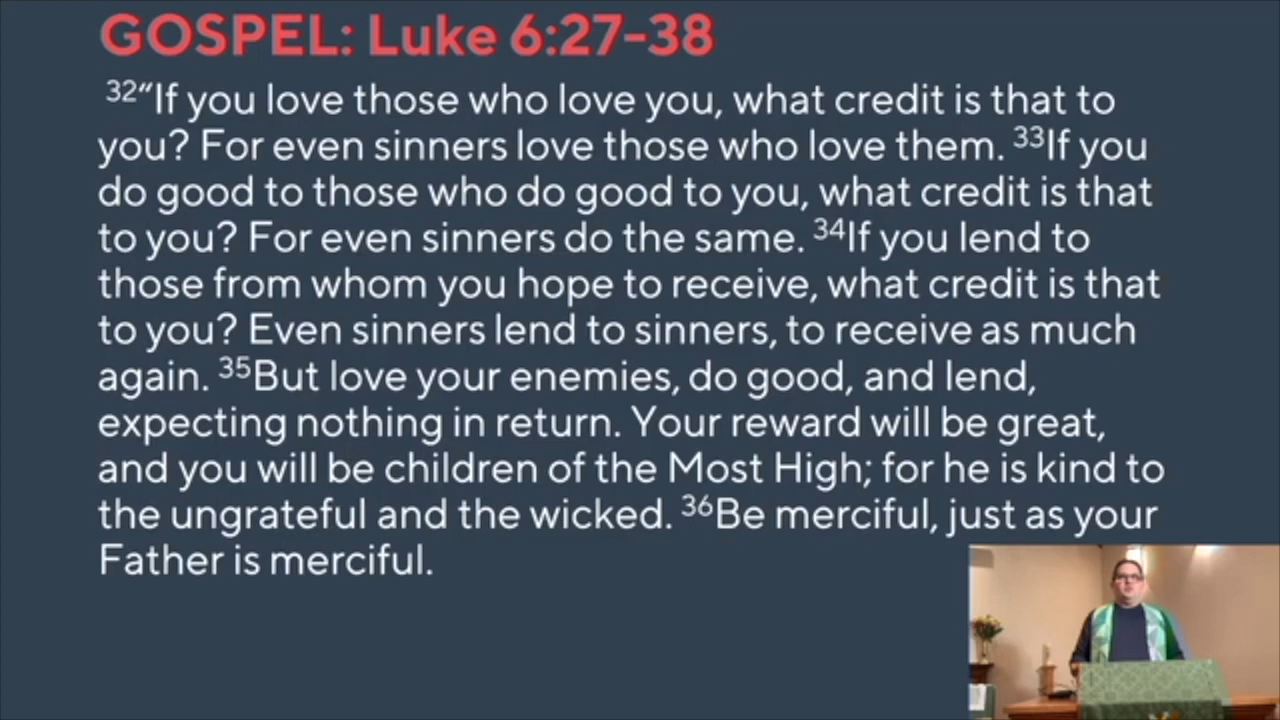 GOSPEL: Luke 6:27-38
32“If you love those who love you, what credit is that to
you? For even sinners love those who love them. 33If you
do good to those who do good to you, what credit is that
to you? For even sinners do the same. 34If you lend to
those from whom you hope to receive, what credit is that
to you? Even sinners lend to sinners, to receive as much
again. 35But love your enemies, do good, and lend,
expecting nothing in return. Your reward will be great,
and you will be children of the Most High; for he is kind to
the ungrateful and the wicked. 36Be merciful, just as your
Father is merciful.